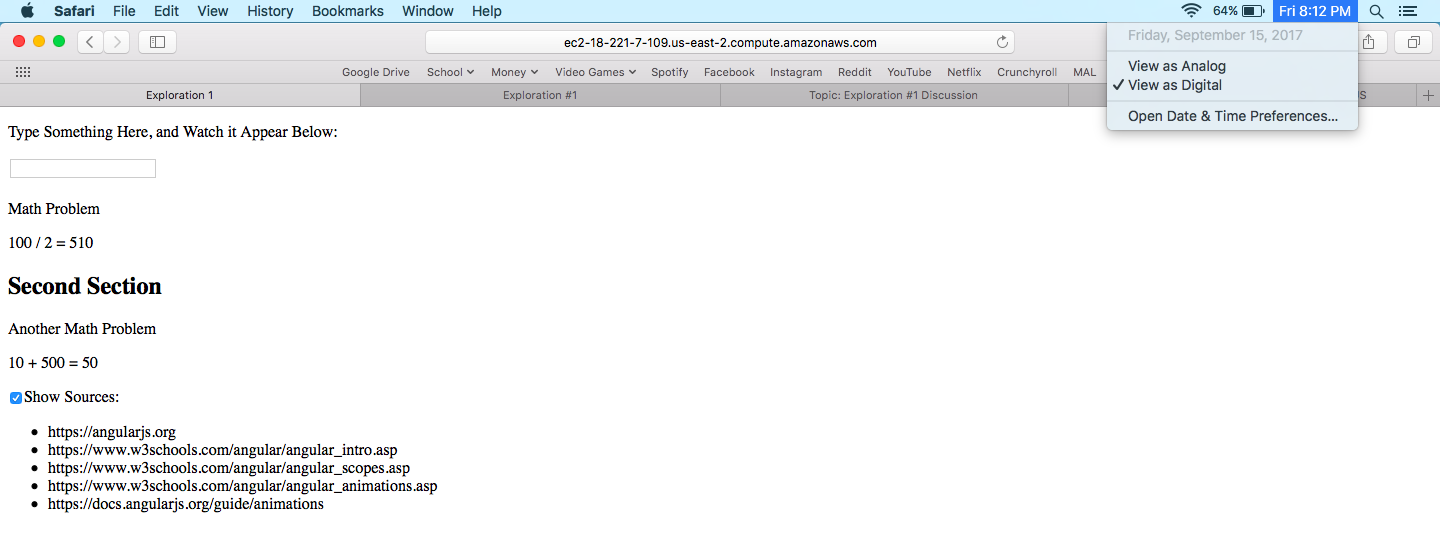 Safari File Edit View History Bookmarks Window Help 64% Fri 8:12 PM
ec2-18-221-7-109.us-east-2.compute.amazonaws.com
Friday, September 15, 2017
View as Analog
✓ View as Digital
Open Date & Time Preferences...
Google Drive School Money Video Games Spotify Facebook Instagram Reddit YouTube Netflix Crunchyroll MAL
Exploration 1 Exploration #1 Topic: Exploration #1 Discussion S +
Type Something Here, and Watch it Appear Below:
Math Problem
100 / 2 = 510
Second Section
Another Math Problem
10 + 500 = 50
Show Sources:
• https://angularjs.org
• https://www.w3schools.com/angular/angular_intro.asp
• https://www.w3schools.com/angular/angular_scopes.asp
• https://www.w3schools.com/angular/angular_animations.asp
• https://docs.angularjs.org/guide/animations